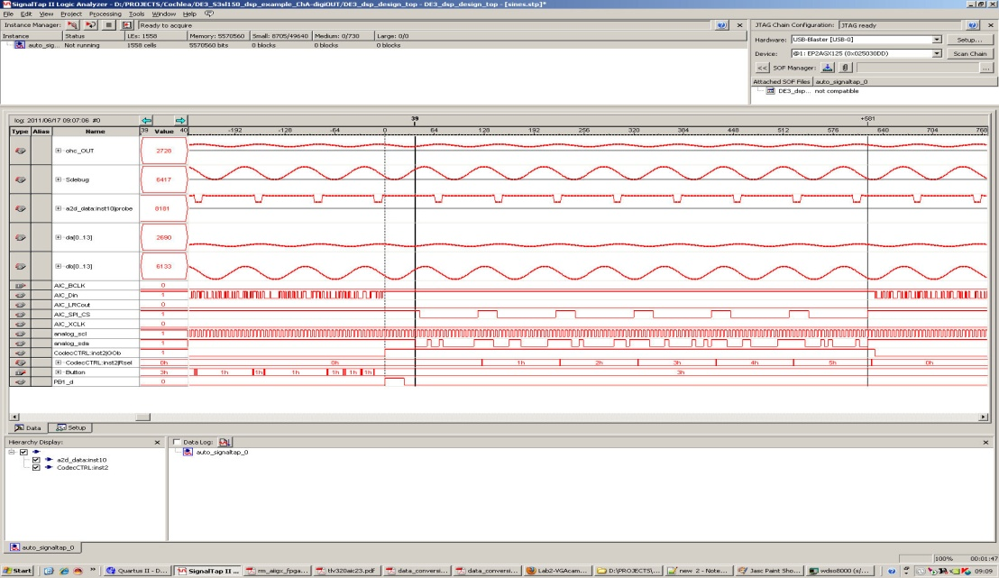 SignalTap II Logic Analyzer - D:/PROJECTS/Cochlea/DE3_S3sl150_dsp_example_ChA-digiOUT/DE3_dsp_design_top - DE3_dsp_design_top - [sines.stp]*
File Edit View Project Processing Tools Window Help
Instance Manager: Ready to acquire
JTAG Chain Configuration: JTAG ready
Instance Status LEs: 1558 Memory: 5570560 Small: 8705/49640 Medium: 0/730 Large: 0/0
auto_sig... Not running 1558 cells 5570560 bits 0 blocks 0 blocks 0 blocks
Hardware: USB-Blaster [USB-0] Setup...
Device: @1: EP2AGX125 (0x025030DD) Scan Chain
<< SOF Manager: ...
Attached SOF Files auto_signaltap_0
DE3_dsp... not compatible
log: 2011/06/17 09:07:06 #0 39 +581
Type Alias Name 39 Value 40 -192 -128 -64 0 64 128 192 256 320 384 448 512 576 640 704 768
ohc_OUT 2728
Sdebug 6417
a2d_data:inst10|probe 8181
da[0..13] 2690
db[0..13] 6133
AIC_BCLK 0
AIC_Din 1
AIC_LRCout 0
AIC_SPI_CS 1
AIC_XCLK 0
analog_scl 1
analog_sda 1
CodecCTRL:inst2|GOb 1
CodecCTRL:inst2|Rsel 0h 0h 1h 2h 3h 4h 5h 0h
Button 3h 1h 1h 1h 1h 1h 1h 3h
PB1_d 0
Data Setup
Hierarchy Display: × Data Log: ×
auto_signaltap_0
a2d_data:inst10
CodecCTRL:inst2
auto_signaltap_0
100% 00:01:47
Start » Quartus II - D... SignalTap II ... rm_aiigx_fpga... tlv320aic23.pdf data_conversi... data_conversi... Lab2-VGAcam... D:\PROJECTS\... new 2 - Note... Jasc Paint Sho... wdso8000 (s/... 09:09